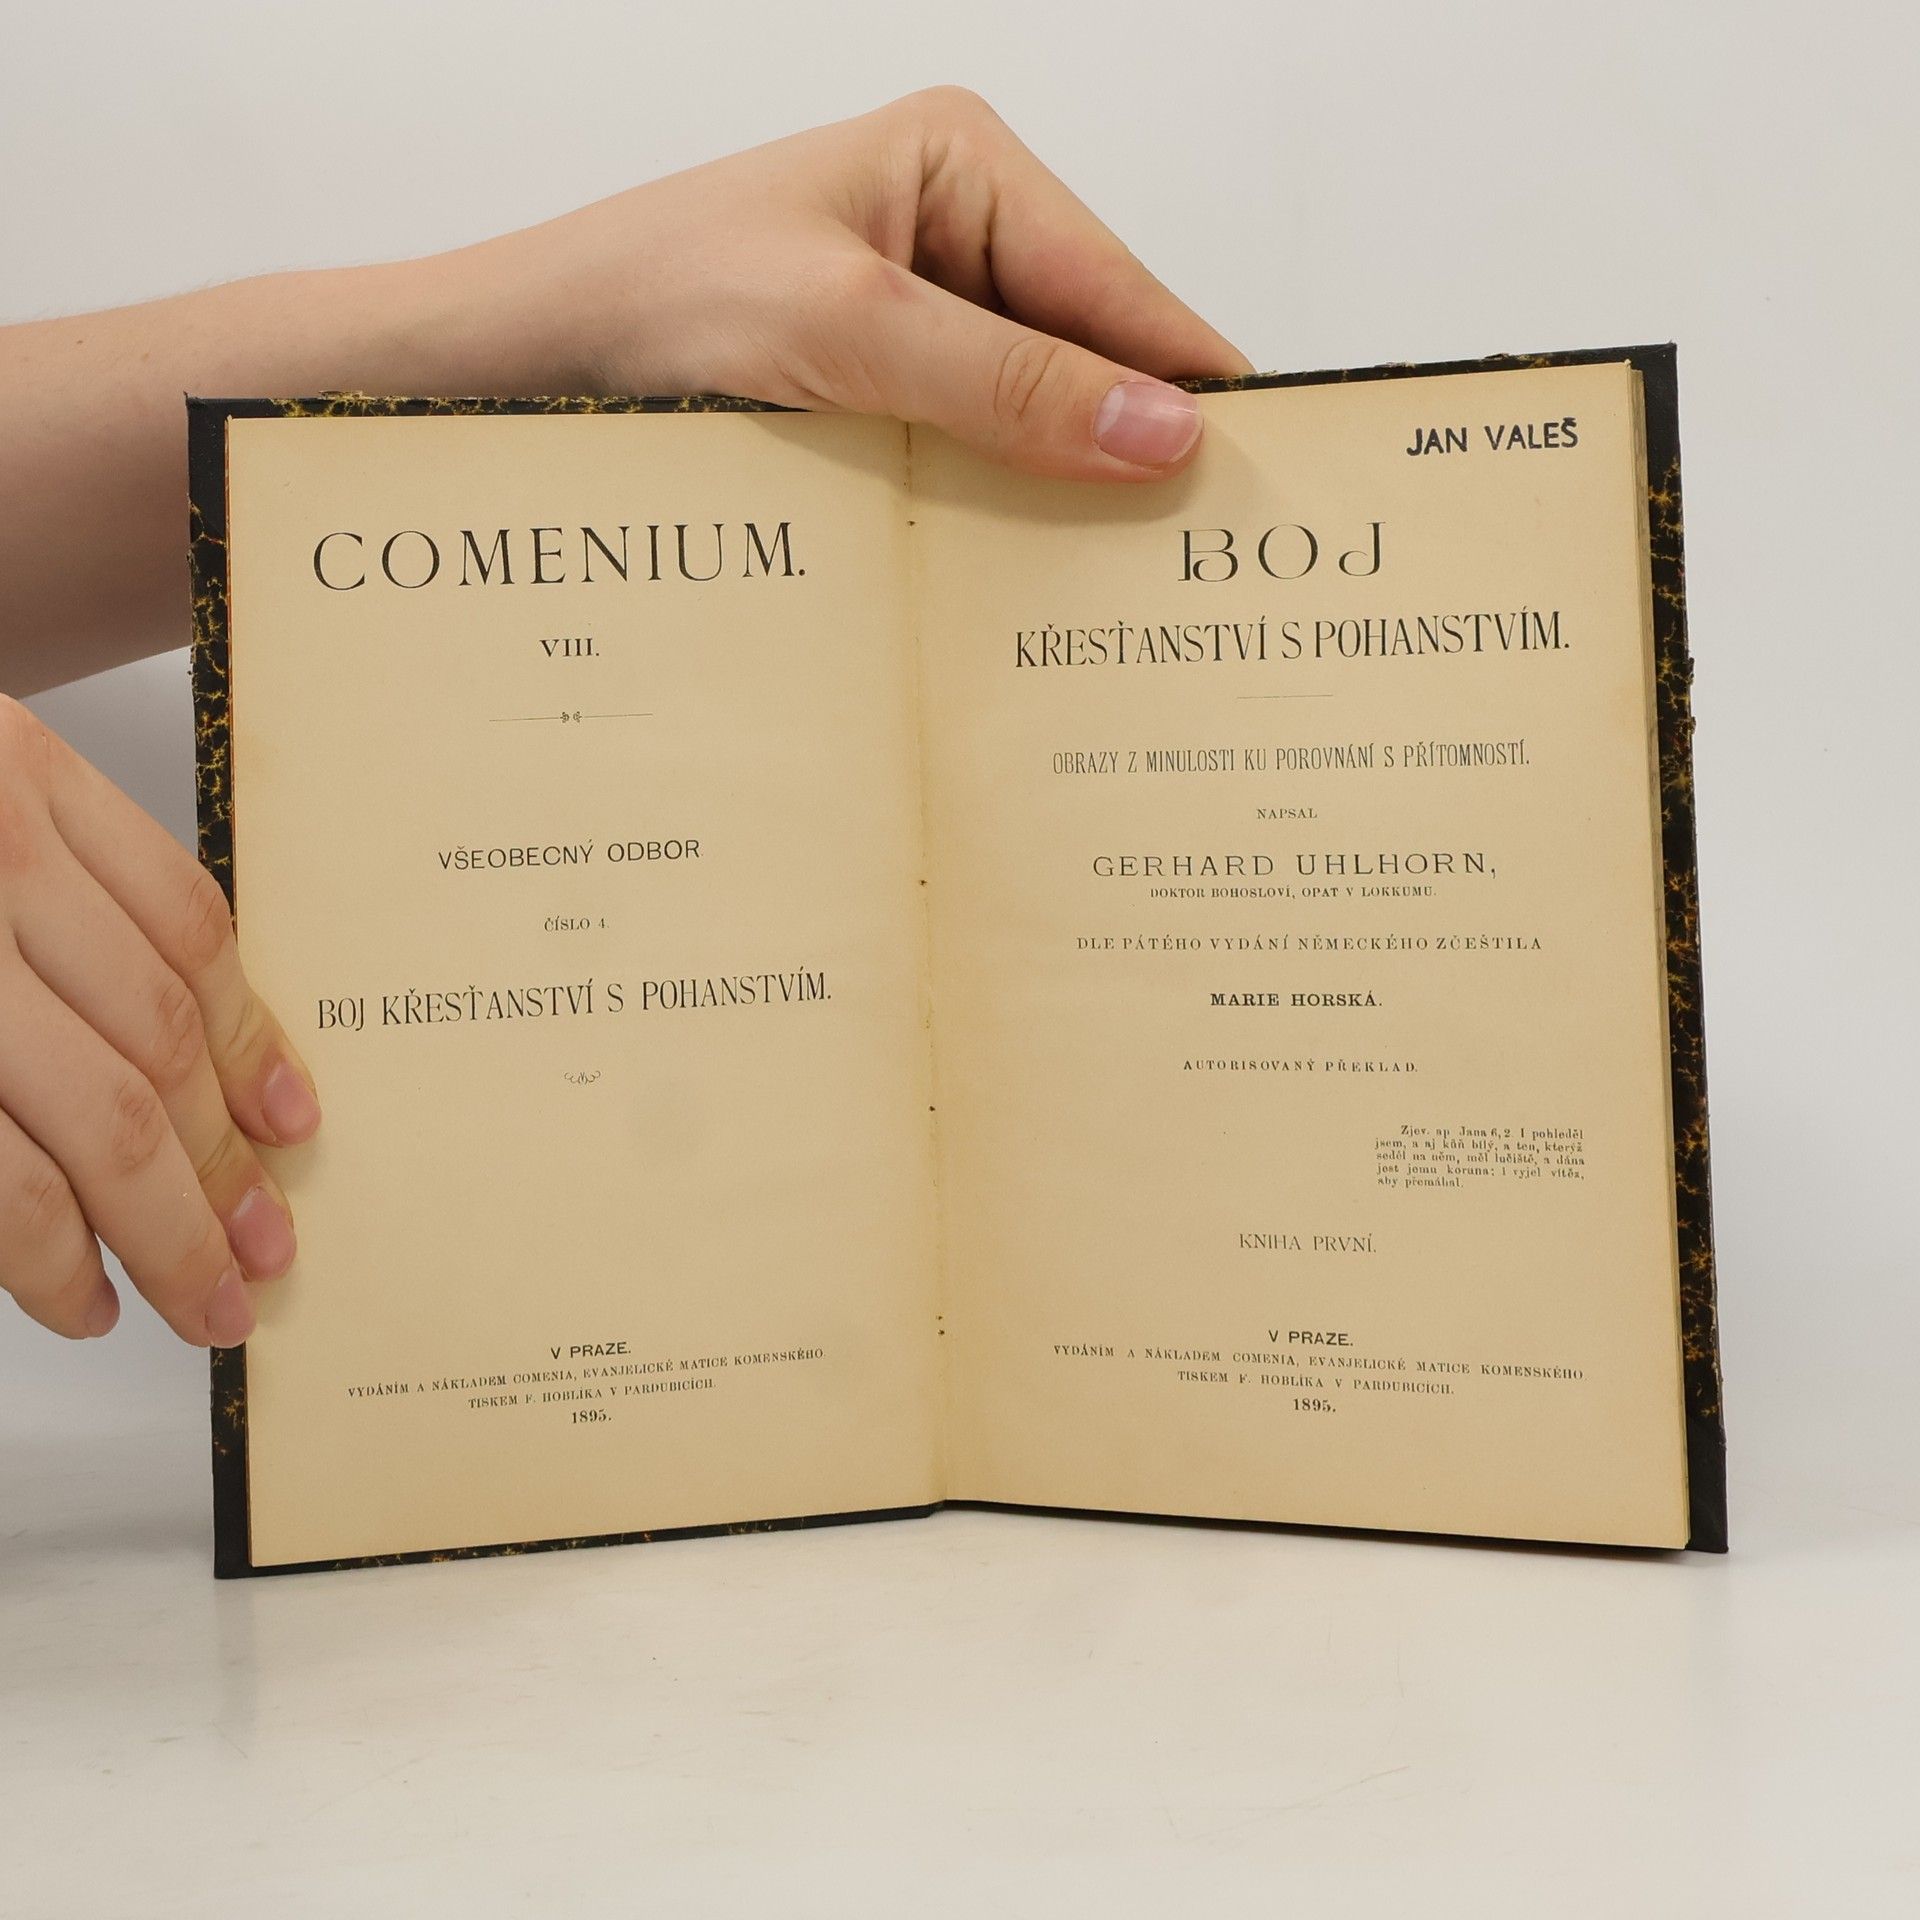 COMENIUM.
VIII.
VŠEOBECNÝ ODBOR.
ČÍSLO 4.
BOJ KŘESŤANSTVÍ S POHANSTVÍM.
V PRAZE.
VYDÁNÍM A NÁKLADEM COMENIA, EVANJELICKÉ MATICE KOMENSKÉHO.
TISKEM F. HOBLÍKA V PARDUBICÍCH.
1895.
JAN VALEŠ
BOJ
KŘESŤANSTVÍ S POHANSTVÍM.
OBRAZY Z MINULOSTI KU POROVNÁNÍ S PŘÍTOMNOSTÍ.
NAPSAL
GERHARD UHLHORN,
DOKTOR BOHOSLOVÍ, OPAT V LOKKUMU.
DLE PÁTÉHO VYDÁNÍ NĚMECKÉHO ZČEŠTILA
MARIE HORSKÁ.
AUTORISOVANÝ PŘEKLAD.
Zjev. ap Jana 6, 2. I pohleděl
jsem, a aj kůň bílý, a ten, kterýž
seděl na něm, měl lučiště, a dána
jest jemu koruna; i vyjel vítěz,
aby přemáhal.
KNIHA PRVNÍ.
V PRAZE.
VYDÁNÍM A NÁKLADEM COMENIA, EVANJELICKÉ MATICE KOMENSKÉHO.
TISKEM F. HOBLÍKA V PARDUBICÍCH.
1895.